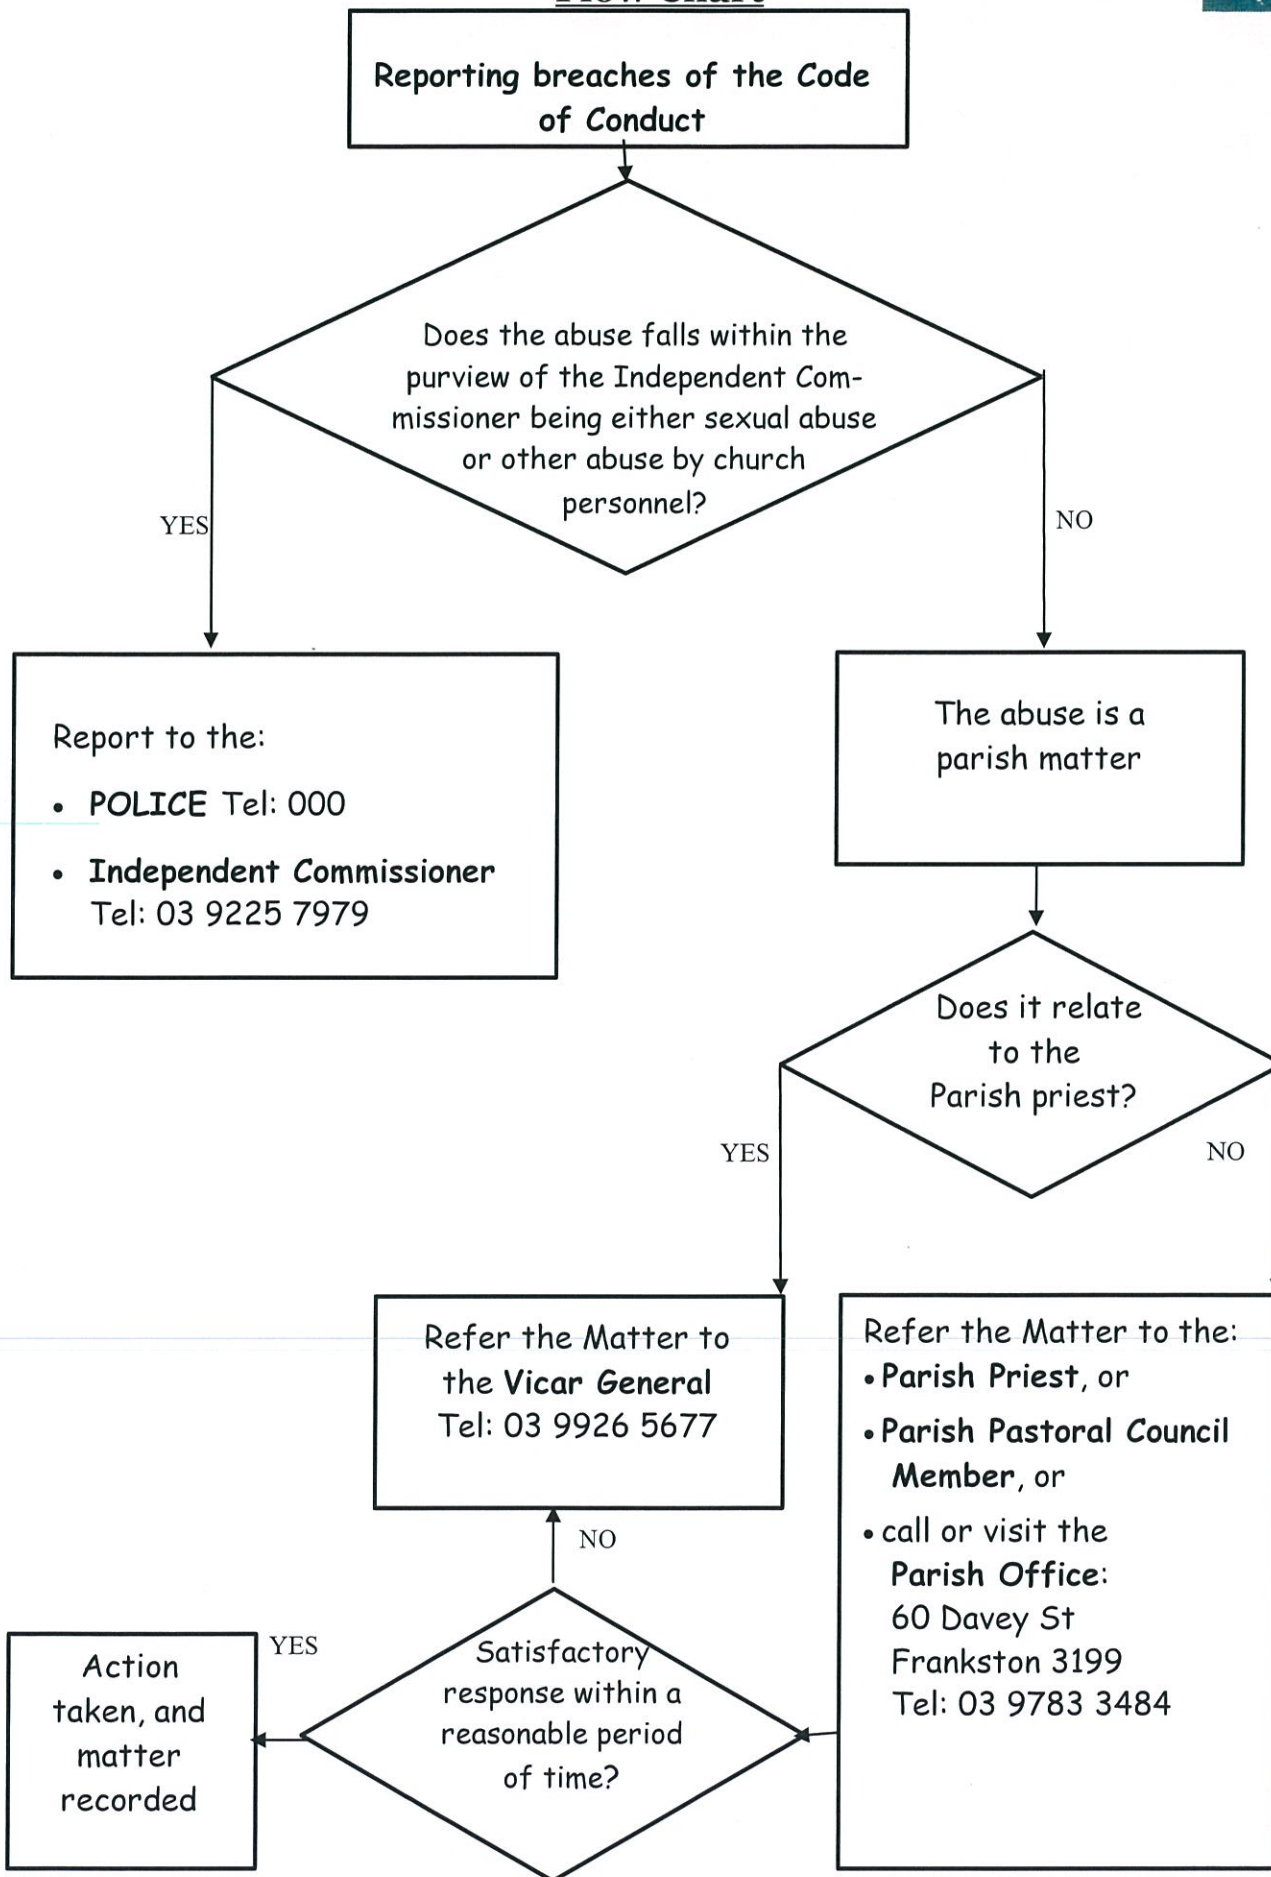 Reporting breaches of the Code
of Conduct
Does the abuse falls within the
purview of the Independent Com-
missioner being either sexual abuse
or other abuse by church
personnel?
YES
NO
Report to the:
• POLICE Tel: 000
• Independent Commissioner
Tel: 03 9225 7979
The abuse is a
parish matter
Does it relate
to the
Parish priest?
YES
NO
Refer the Matter to
the Vicar General
Tel: 03 9926 5677
Refer the Matter to the:
• Parish Priest, or
• Parish Pastoral Council
Member, or
• call or visit the
Parish Office:
60 Davey St
Frankston 3199
Tel: 03 9783 3484
NO
Satisfactory
response within a
reasonable period
of time?
YES
Action
taken, and
matter
recorded